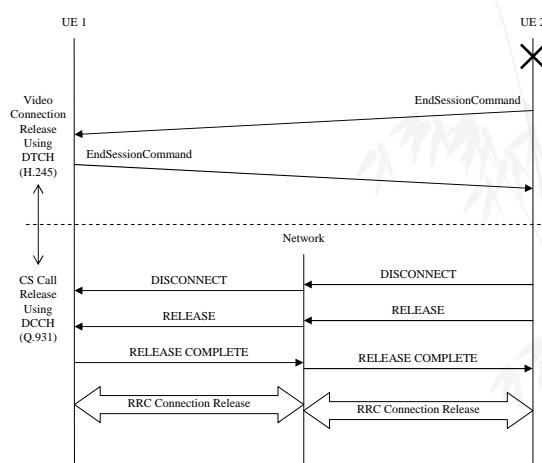 UE 1
UE 2
Video
Connection
Release
Using
DTCH
(H.245)
EndSessionCommand
EndSessionCommand
Network
CS Call
Release
Using
DCCH
(Q.931)
DISCONNECT
DISCONNECT
RELEASE
RELEASE
RELEASE COMPLETE
RELEASE COMPLETE
RRC Connection Release
RRC Connection Release